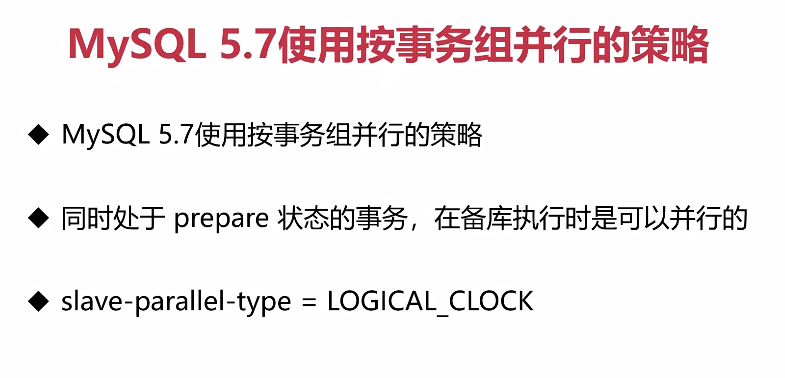 MySQL 5.7使用按事务组并行的策略
◆ MySQL 5.7使用按事务组并行的策略
◆ 同时处于 prepare 状态的事务，在备库执行时是可以并行的
◆ slave-parallel-type = LOGICAL_CLOCK